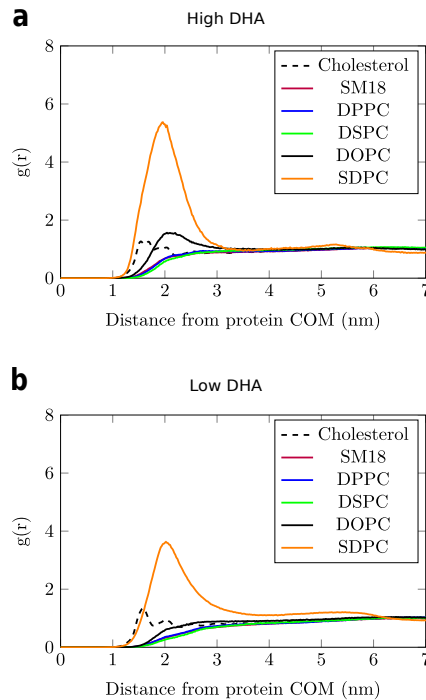 a
High DHA
8
6
4
2
0
g(r)
Cholesterol
SM18
DPPC
DSPC
DOPC
SDPC
0 1 2 3 4 5 6 7
Distance from protein COM (nm)
b
Low DHA
8
6
4
2
0
g(r)
Cholesterol
SM18
DPPC
DSPC
DOPC
SDPC
0 1 2 3 4 5 6 7
Distance from protein COM (nm)